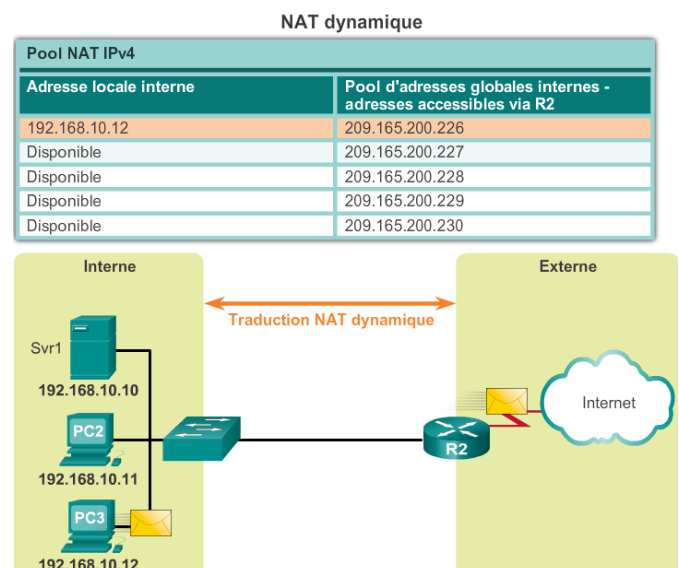 NAT dynamique
Pool NAT IPv4
Adresse locale interne
Pool d'adresses globales internes -
adresses accessibles via R2
192.168.10.12
209.165.200.226
Disponible
209.165.200.227
Disponible
209.165.200.228
Disponible
209.165.200.229
Disponible
209.165.200.230
Interne
Externe
Traduction NAT dynamique
Svr1
192.168.10.10
Internet
PC2
R2
192.168.10.11
PC3
192.168.10.12